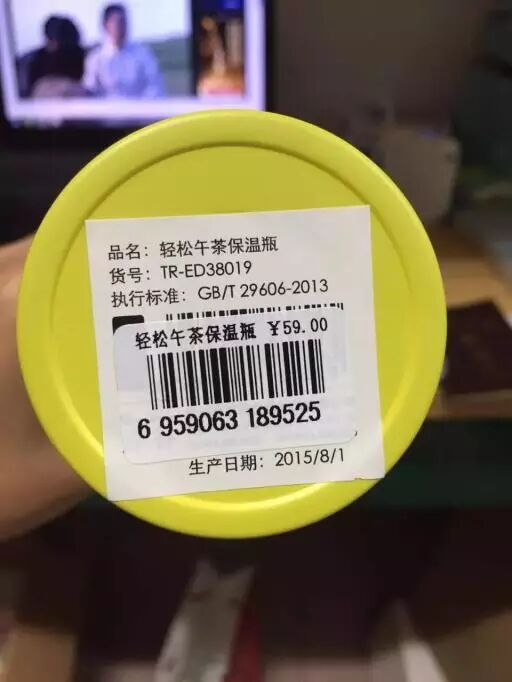 品名：轻松午茶保温瓶
货号：TR-ED38019
执行标准：GB/T 29606-2013
轻松午茶保温瓶 ￥59.00
6 959063 189525
生产日期：2015/8/1